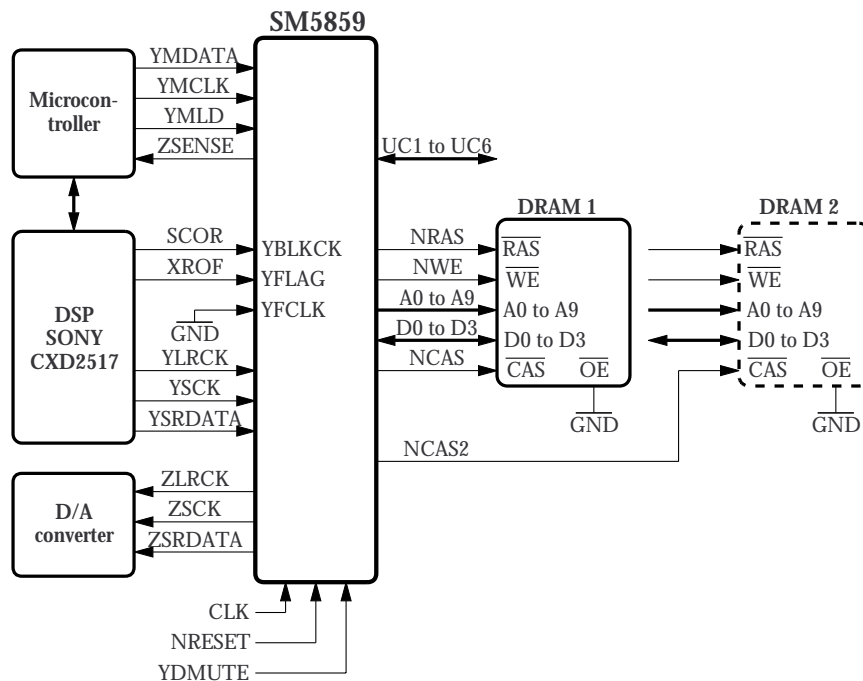 SM5859
Microcon-
troller
YMDATA
YMCLK
YMLD
ZSENSE
UC1 to UC6
DSP
SONY
CXD2517
SCOR
XROF
GND
YLRCK
YSCK
YSRDATA
YBLKCK
YFLAG
YFCLK
NRAS
NWE
A0 to A9
D0 to D3
NCAS
NCAS2
DRAM 1
RAS
WE
A0 to A9
D0 to D3
CAS OE
GND
DRAM 2
RAS
WE
A0 to A9
D0 to D3
CAS OE
GND
D/A
converter
ZLRCK
ZSCK
ZSRDATA
CLK
NRESET
YDMUTE